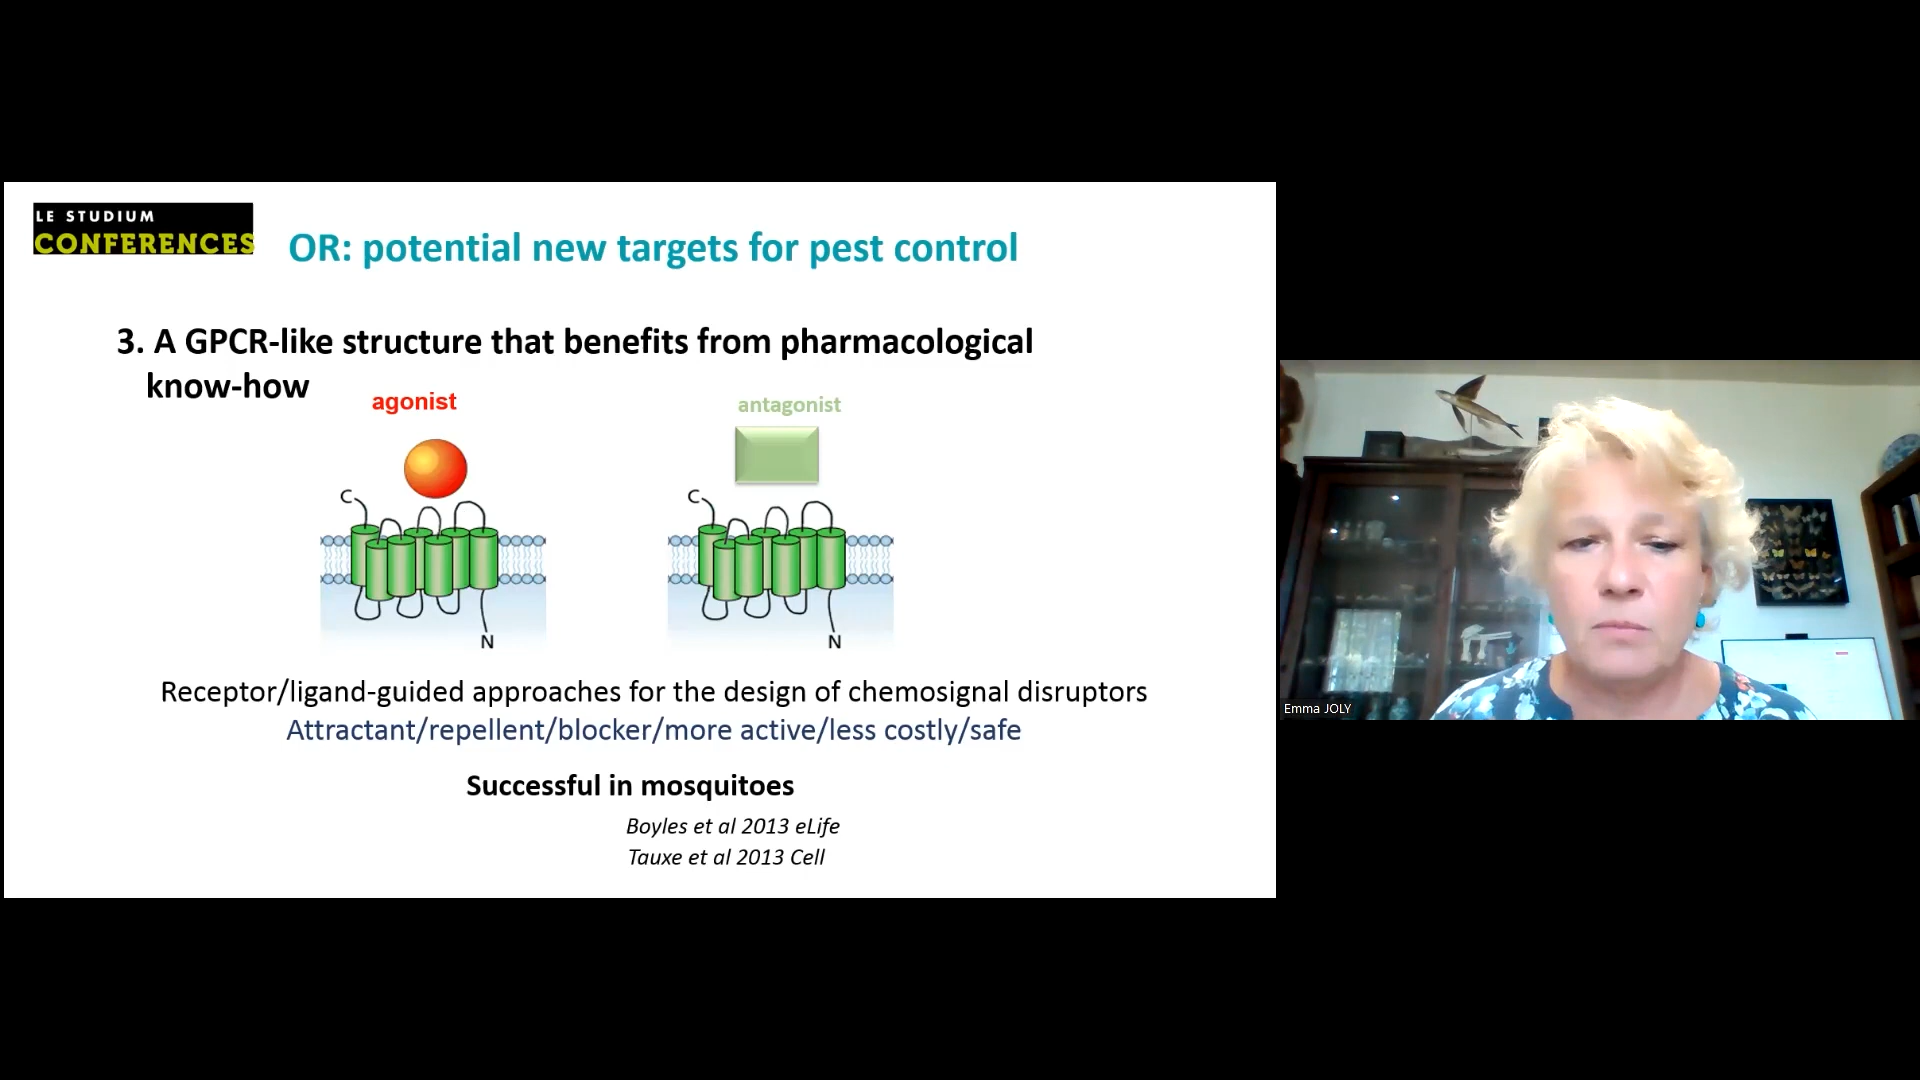 LE STUDIUM
CONFERENCES
OR: potential new targets for pest control
3. A GPCR-like structure that benefits from pharmacological
know-how
agonist
antagonist
C
C
N
N
Receptor/ligand-guided approaches for the design of chemosignal disruptors
Attractant/repellent/blocker/more active/less costly/safe
Successful in mosquitoes
Boyles et al 2013 eLife
Tauxe et al 2013 Cell
Emma JOLY